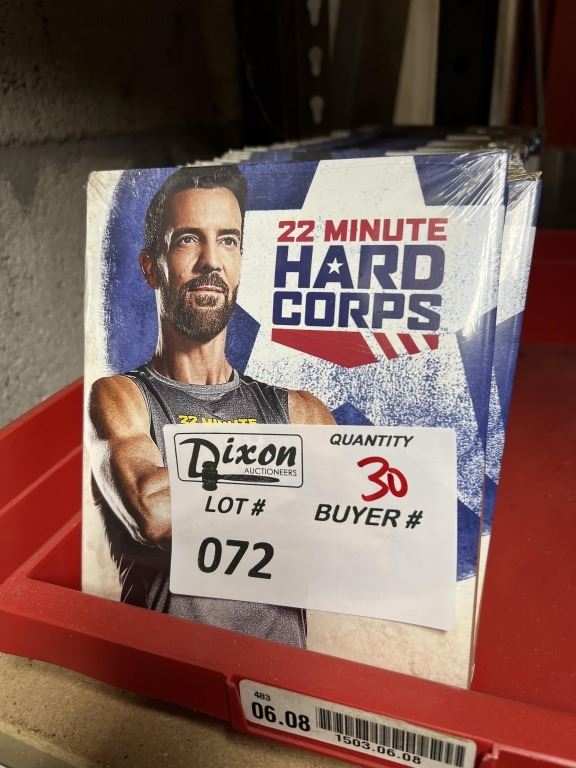 22 MINUTE
HARD
CORPS
22 MINUTE
Dixon
AUCTIONEERS
QUANTITY
30
LOT #
BUYER #
072
483
06.08
1503.06.08